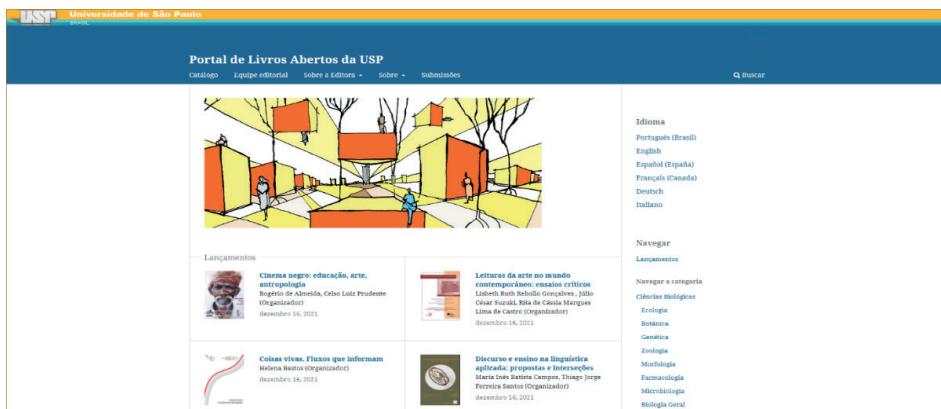 USP
Universidade de São Paulo
BRASIL
Portal de Livros Abertos da USP
Catálogo Equipe editorial Sobre a Editora Sobre Submissões Buscar
Idioma
Português (Brasil)
English
Español (España)
Français (Canada)
Deutsch
Italiano
Navegar
Lançamentos
Navegar a categoria
Ciências Biológicas
Ecologia
Botânica
Genética
Zoologia
Morfologia
Farmacologia
Microbiologia
Biologia Geral
Lançamentos
Cinema negro: educação, arte,
antropologia
Rogério de Almeida, Celso Luiz Prudente
(Organizador)
dezembro 16, 2021
Leituras da arte no mundo
contemporâneo: ensaios críticos
Lisbeth Ruth Rebollo Gonçalves , Júlio
César Suzuki, Rita de Cássia Marques
Lima de Castro (Organizador)
dezembro 16, 2021
Coisas vivas. Fluxos que informam
Helena Bastos (Organizador)
dezembro 16, 2021
Discurso e ensino na linguística
aplicada: propostas e interseções
Maria Inês Batista Campos, Thiago Jorge
Ferreira Santos (Organizador)
dezembro 16, 2021